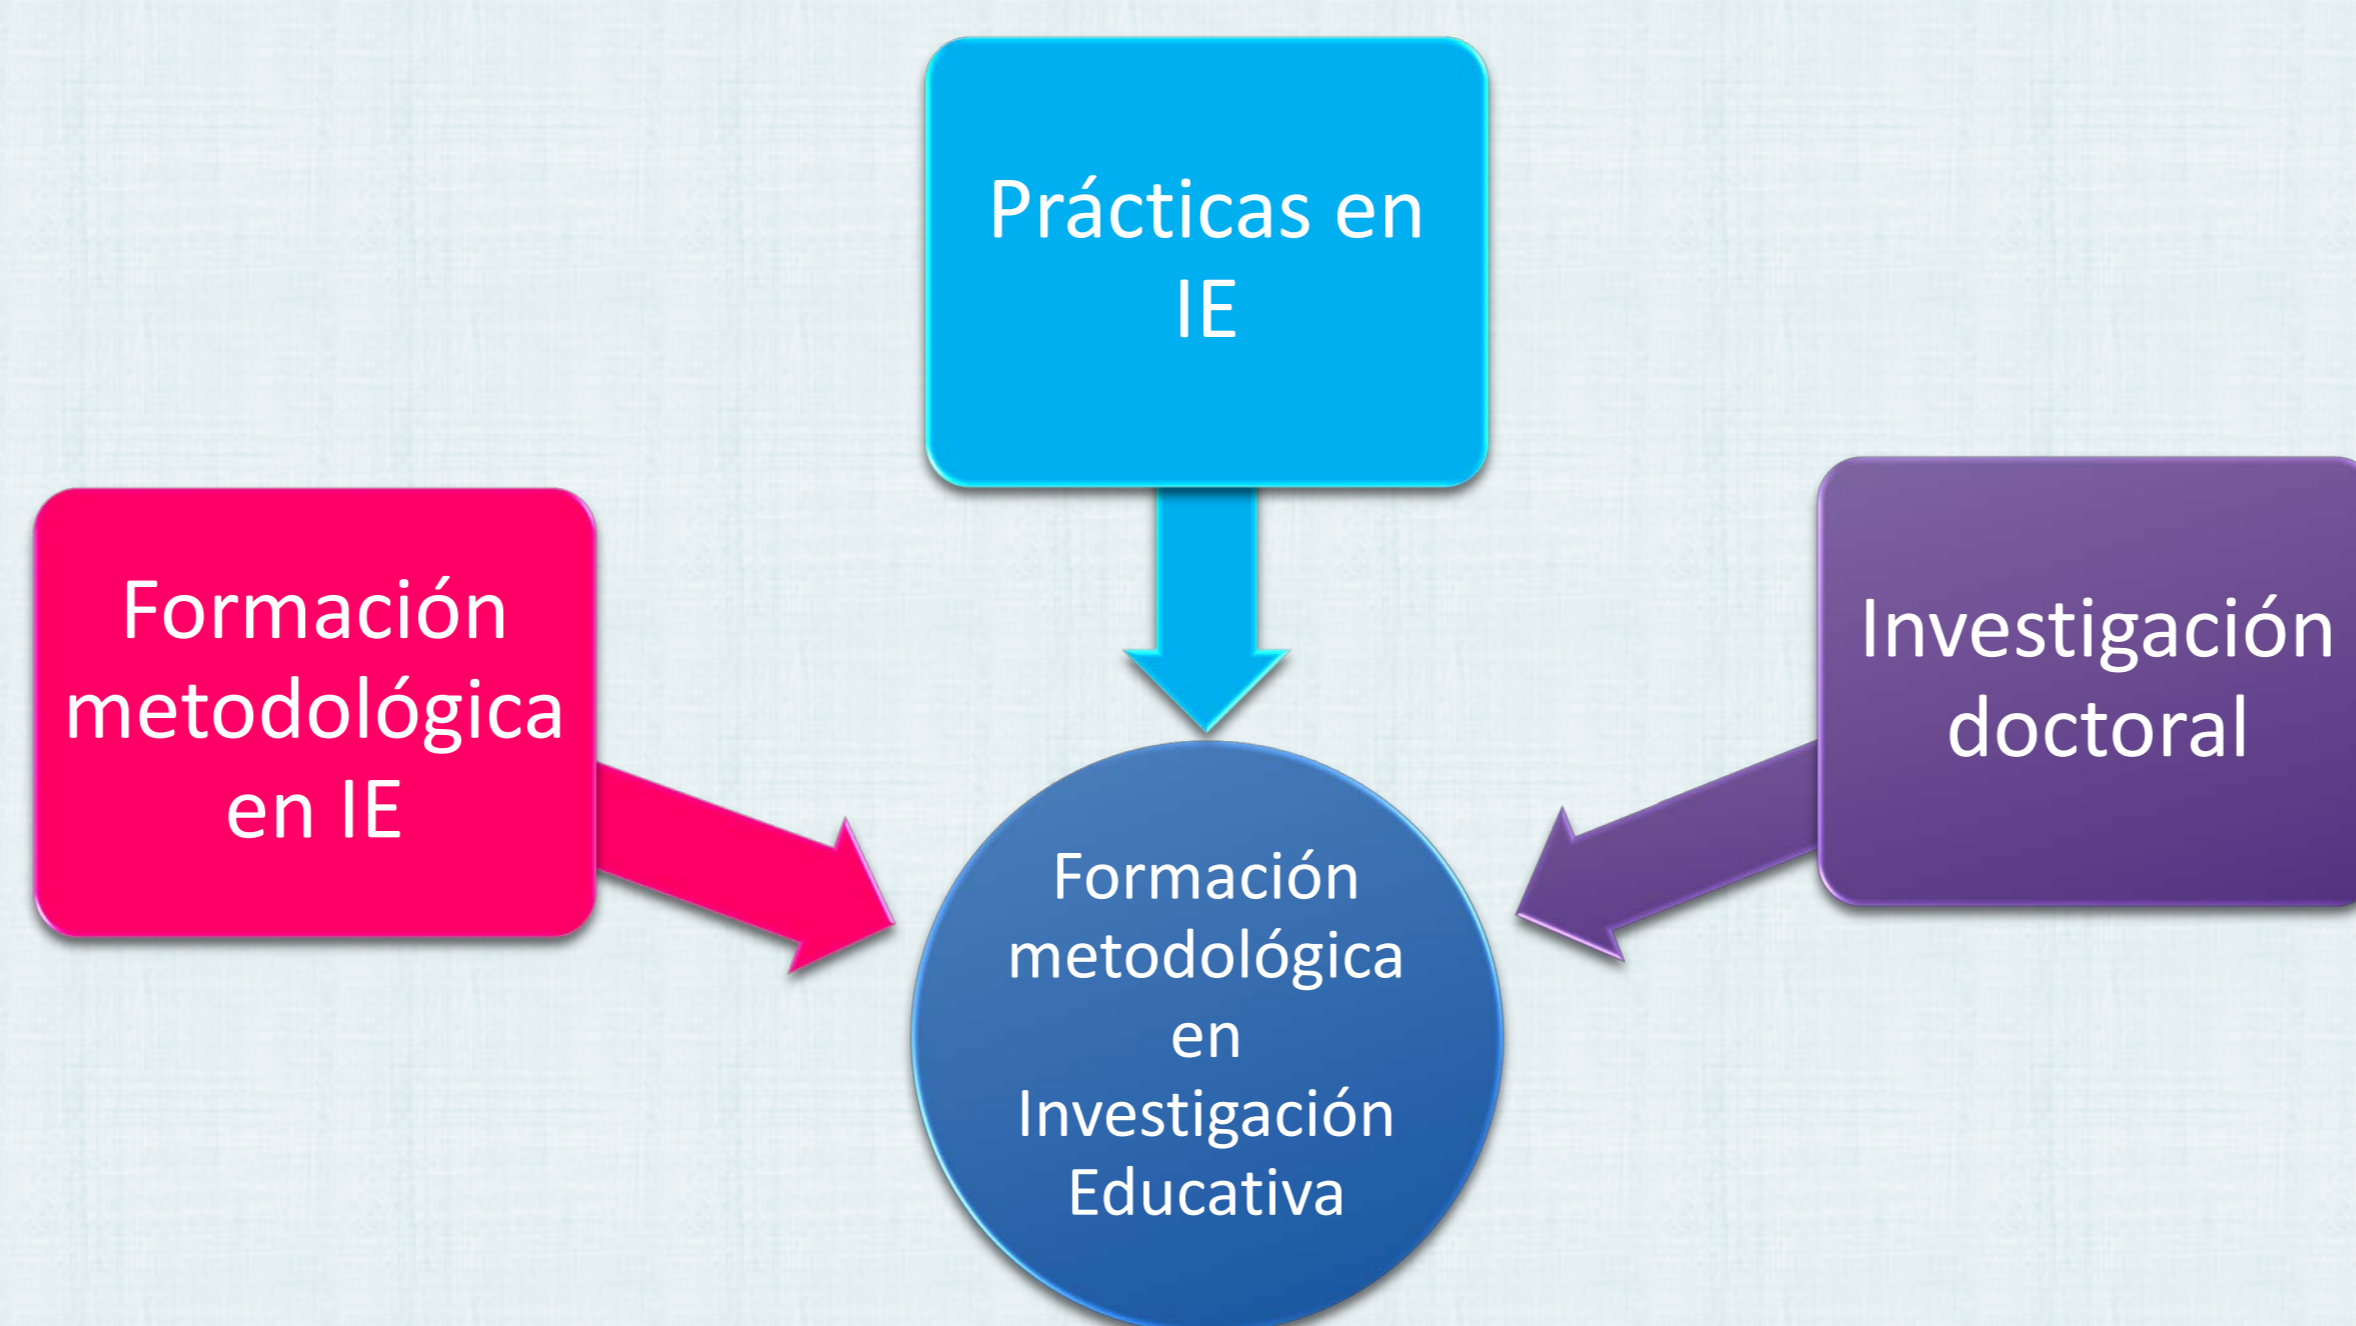 Prácticas en
IE
Formación
metodológica
en IE
Investigación
doctoral
Formación
metodológica
en
Investigación
Educativa